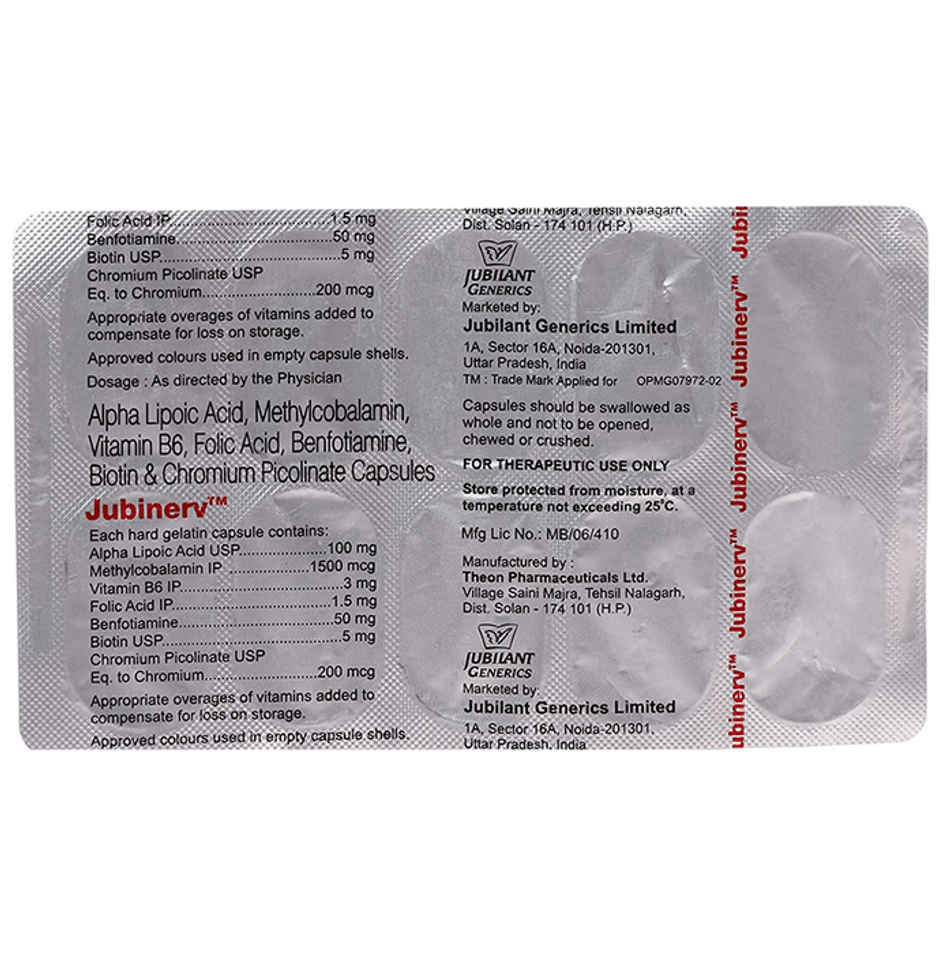 Folic Acid IP..............................1.5 mg
Benfotiamine..............................50 mg
Biotin USP..............................5 mg
Chromium Picolinate USP
Eq. to Chromium......................200 mcg
Appropriate overages of vitamins added to
compensate for loss on storage.
Approved colours used in empty capsule shells.
Dosage : As directed by the Physician
Alpha Lipoic Acid, Methylcobalamin,
Vitamin B6, Folic Acid, Benfotiamine,
Biotin & Chromium Picolinate Capsules
Jubinerv™
Each hard gelatin capsule contains:
Alpha Lipoic Acid USP..................100 mg
Methylcobalamin IP ..................1500 mcg
Vitamin B6 IP..............................3 mg
Folic Acid IP..............................1.5 mg
Benfotiamine..............................50 mg
Biotin USP..............................5 mg
Chromium Picolinate USP
Eq. to Chromium......................200 mcg
Appropriate overages of vitamins added to
compensate for loss on storage.
Approved colours used in empty capsule shells.
Village Saini Majra, Tehsil Nalagarh,
Dist. Solan - 174 101 (H.P.)
JUBILANT
GENERICS
Marketed by:
Jubilant Generics Limited
1A, Sector 16A, Noida-201301,
Uttar Pradesh, India
TM : Trade Mark Applied for OPMG07972-02
Capsules should be swallowed as
whole and not to be opened,
chewed or crushed.
FOR THERAPEUTIC USE ONLY
Store protected from moisture, at a
temperature not exceeding 25°C.
Mfg Lic No.: MB/06/410
Manufactured by :
Theon Pharmaceuticals Ltd.
Village Saini Majra, Tehsil Nalagarh,
Dist. Solan - 174 101 (H.P.)
JUBILANT
GENERICS
Marketed by:
Jubilant Generics Limited
1A, Sector 16A, Noida-201301,
Uttar Pradesh, India
ubinerv™ Jubinerv™ Jubinerv™ Jubinerv™ Jubi